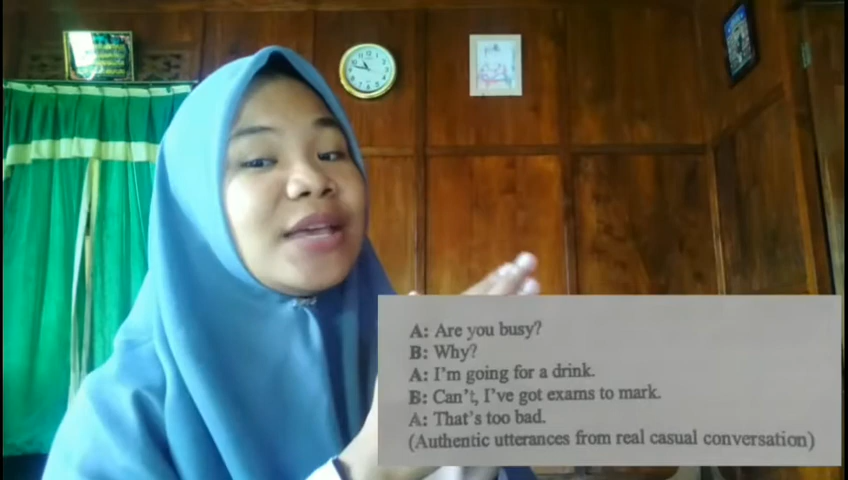 A: Are you busy?
B: Why?
A: I'm going for a drink.
B: Can't, I've got exams to mark.
A: That's too bad.
(Authentic utterances from real casual conversation)